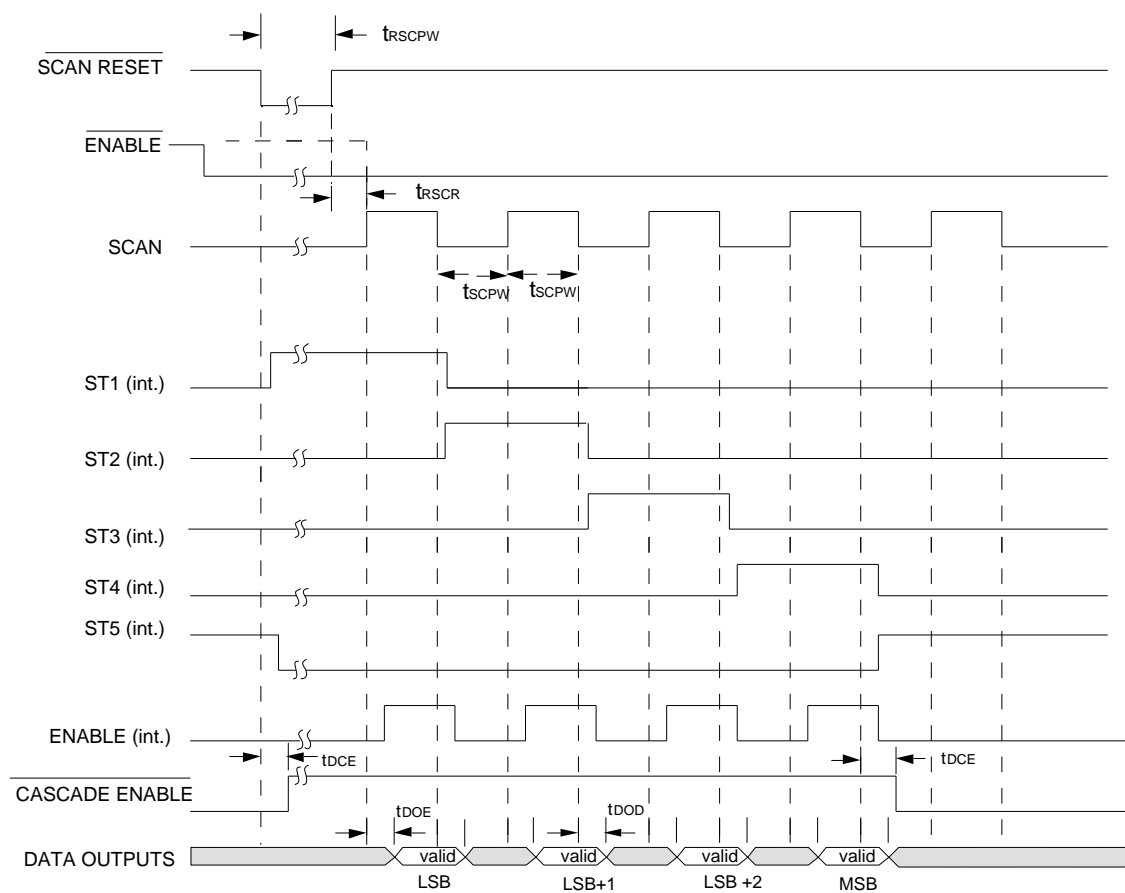 tRSCPW
SCAN RESET
ENABLE
tRSCR
SCAN
tSCPW tSCPW
ST1 (int.)
ST2 (int.)
ST3 (int.)
ST4 (int.)
ST5 (int.)
ENABLE (int.)
tDCE tDCE
CASCADE ENABLE
tDOE tDOD
DATA OUTPUTS valid valid valid valid
LSB LSB+1 LSB +2 MSB